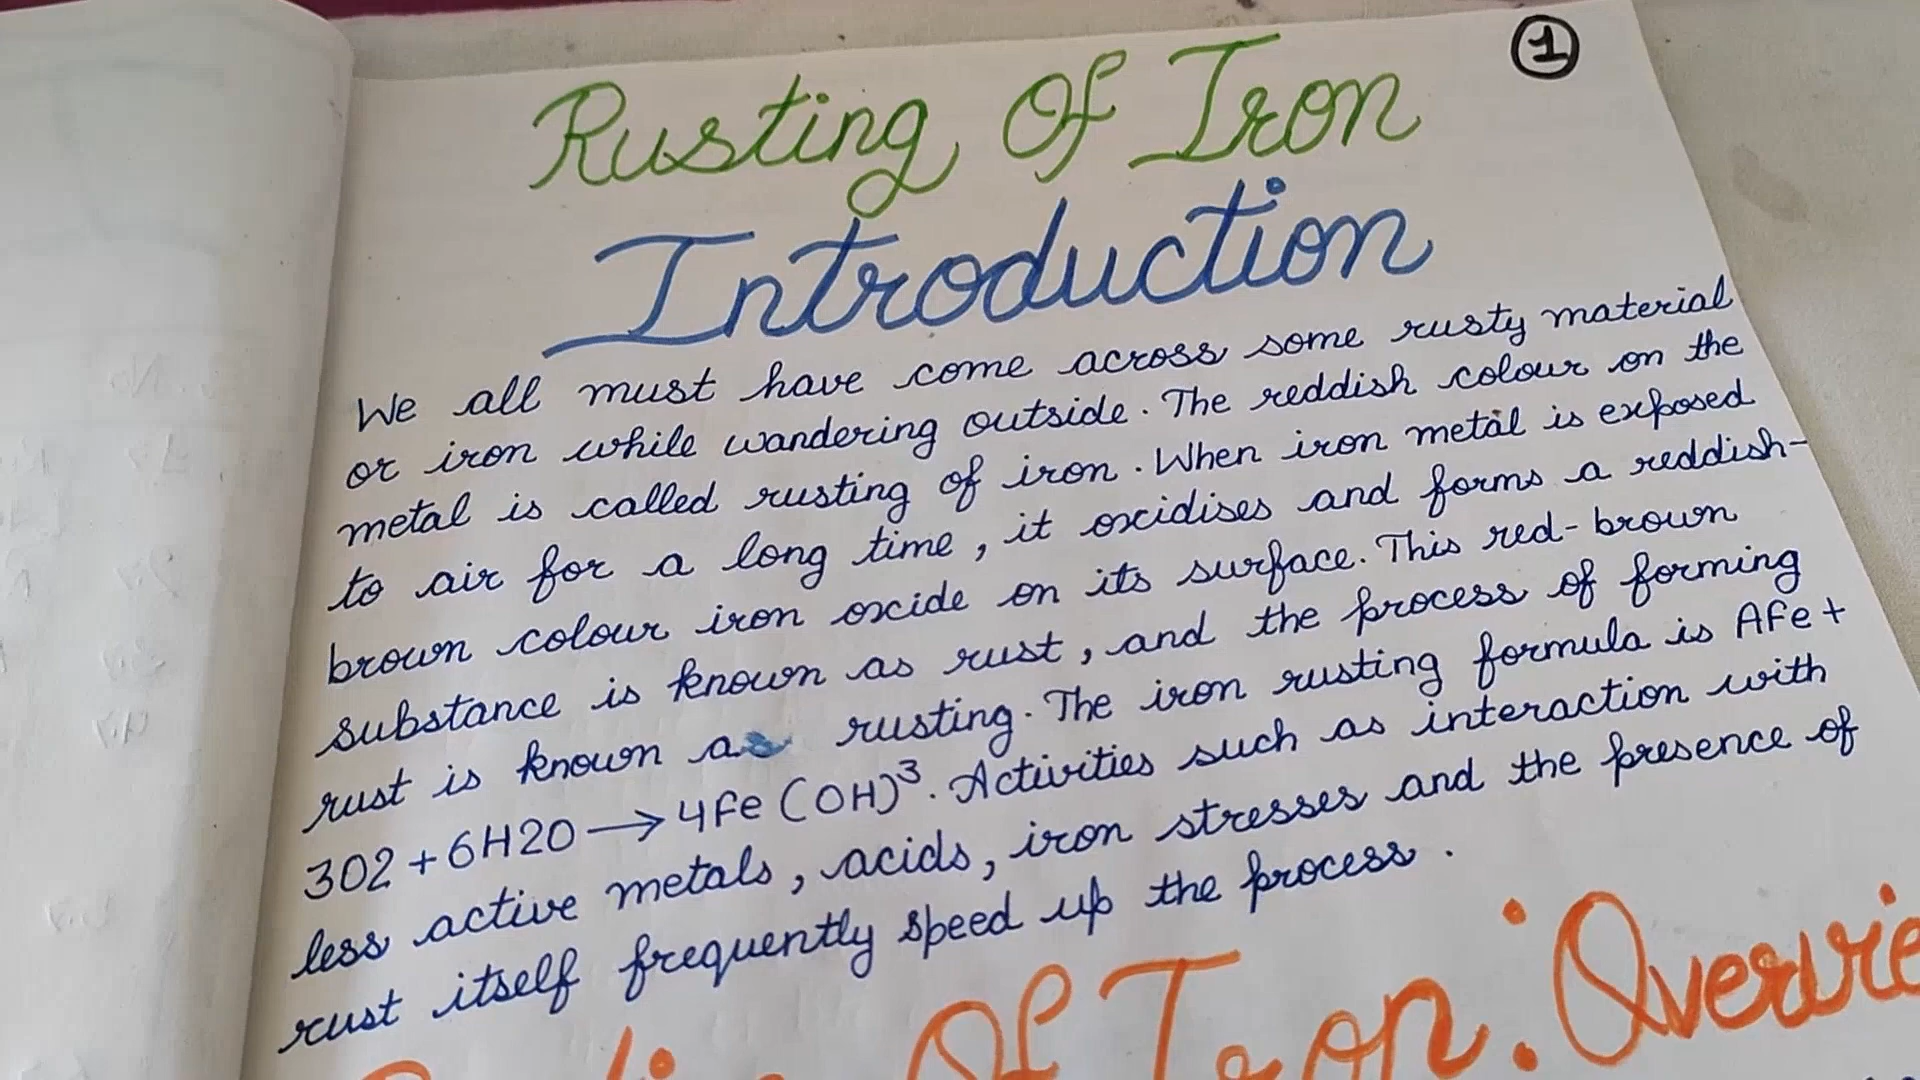 1
Rusting Of Iron
Introduction
We all must have come across some rusty material
or iron while wandering outside. The reddish colour on the
metal is called rusting of iron. When iron metal is exposed
to air for a long time, it oxidises and forms a reddish-
brown colour iron oxide on its surface. This red-brown
substance is known as rust, and the process of forming
rust is known as rusting. The iron rusting formula is AFe +
3O2 + 6H2O → 4Fe (OH)³. Activities such as interaction with
less active metals, acids, iron stresses and the presence of
rust itself frequently speed up the process.
Of Iron: Overvie